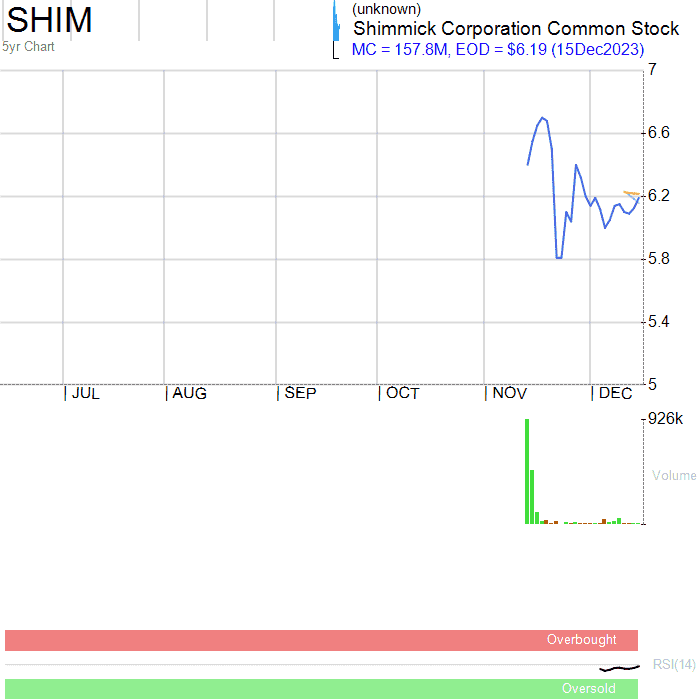 SHIM
5yr Chart
(unknown)
Shimmick Corporation Common Stock
MC = 157.8M, EOD = $6.19 (15Dec2023)
7
6.6
6.2
5.8
5.4
5
JUL AUG SEP OCT NOV DEC
926k
Volume
Overbought
RSI(14)
Oversold